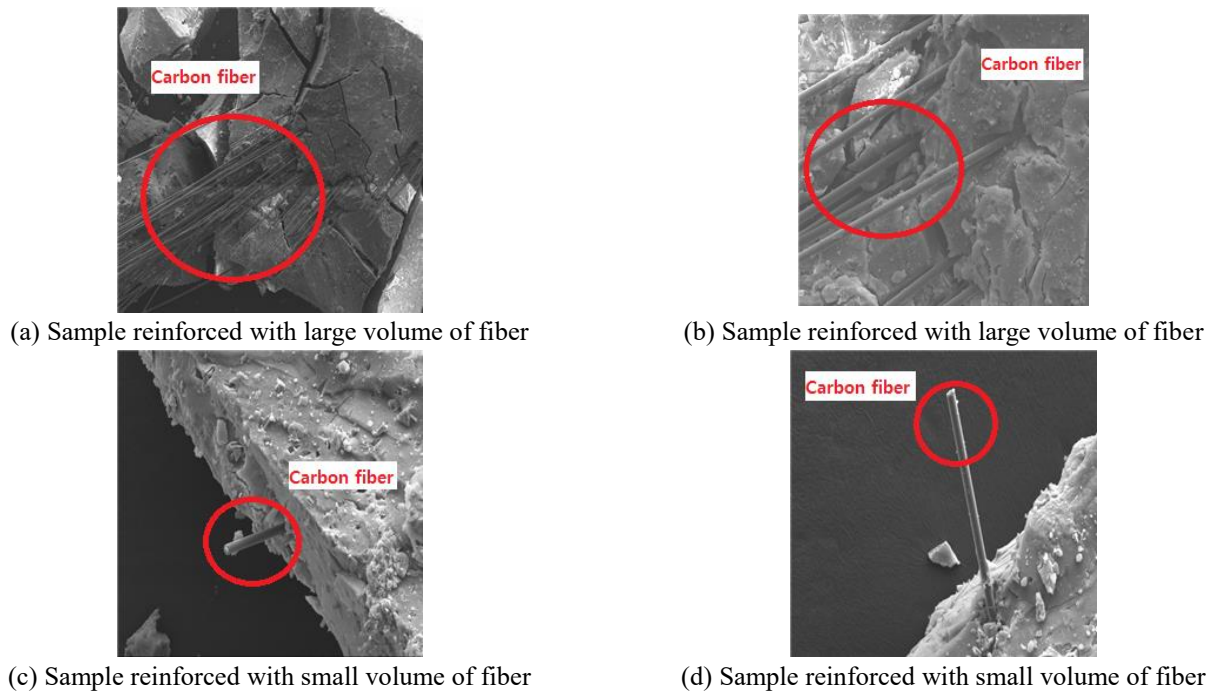 Carbon fiber
Carbon fiber
(a) Sample reinforced with large volume of fiber
(b) Sample reinforced with large volume of fiber
Carbon fiber
Carbon fiber
(c) Sample reinforced with small volume of fiber
(d) Sample reinforced with small volume of fiber